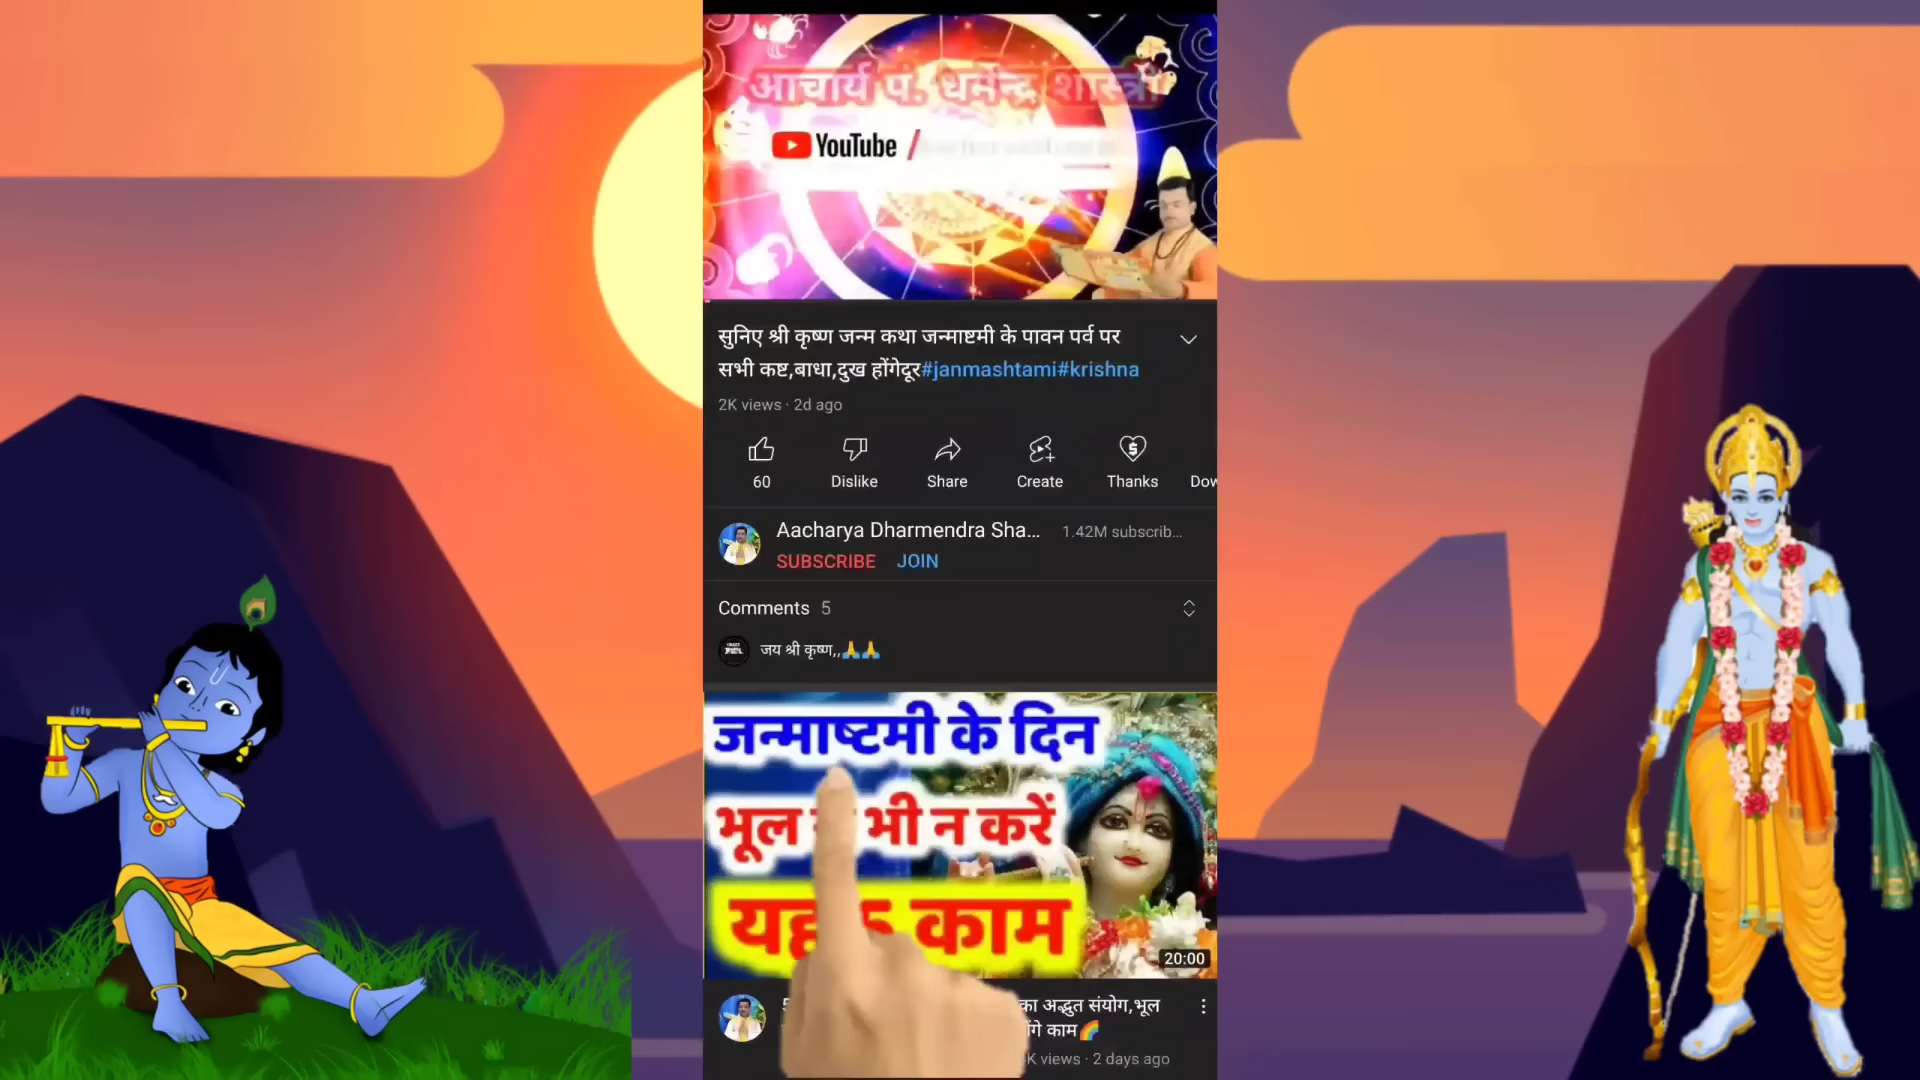 आचार्य पं. धर्मेन्द्र शास्त्री
YouTube /
सुनिए श्री कृष्ण जन्म कथा जन्माष्टमी के पावन पर्व पर
सभी कष्ट,बाधा,दुख होंगेदूर#janmashtami#krishna
2K views · 2d ago
60
Dislike
Share
Create
Thanks
Dow
Aacharya Dharmendra Sha...
1.42M subscrib...
SUBSCRIBE JOIN
Comments 5
जय श्री कृष्ण,,🙏🙏
जन्माष्टमी के दिन
भूल भी न करें
काम
20:00
का अद्भुत संयोग,भूल
काम🌈
K views · 2 days ago